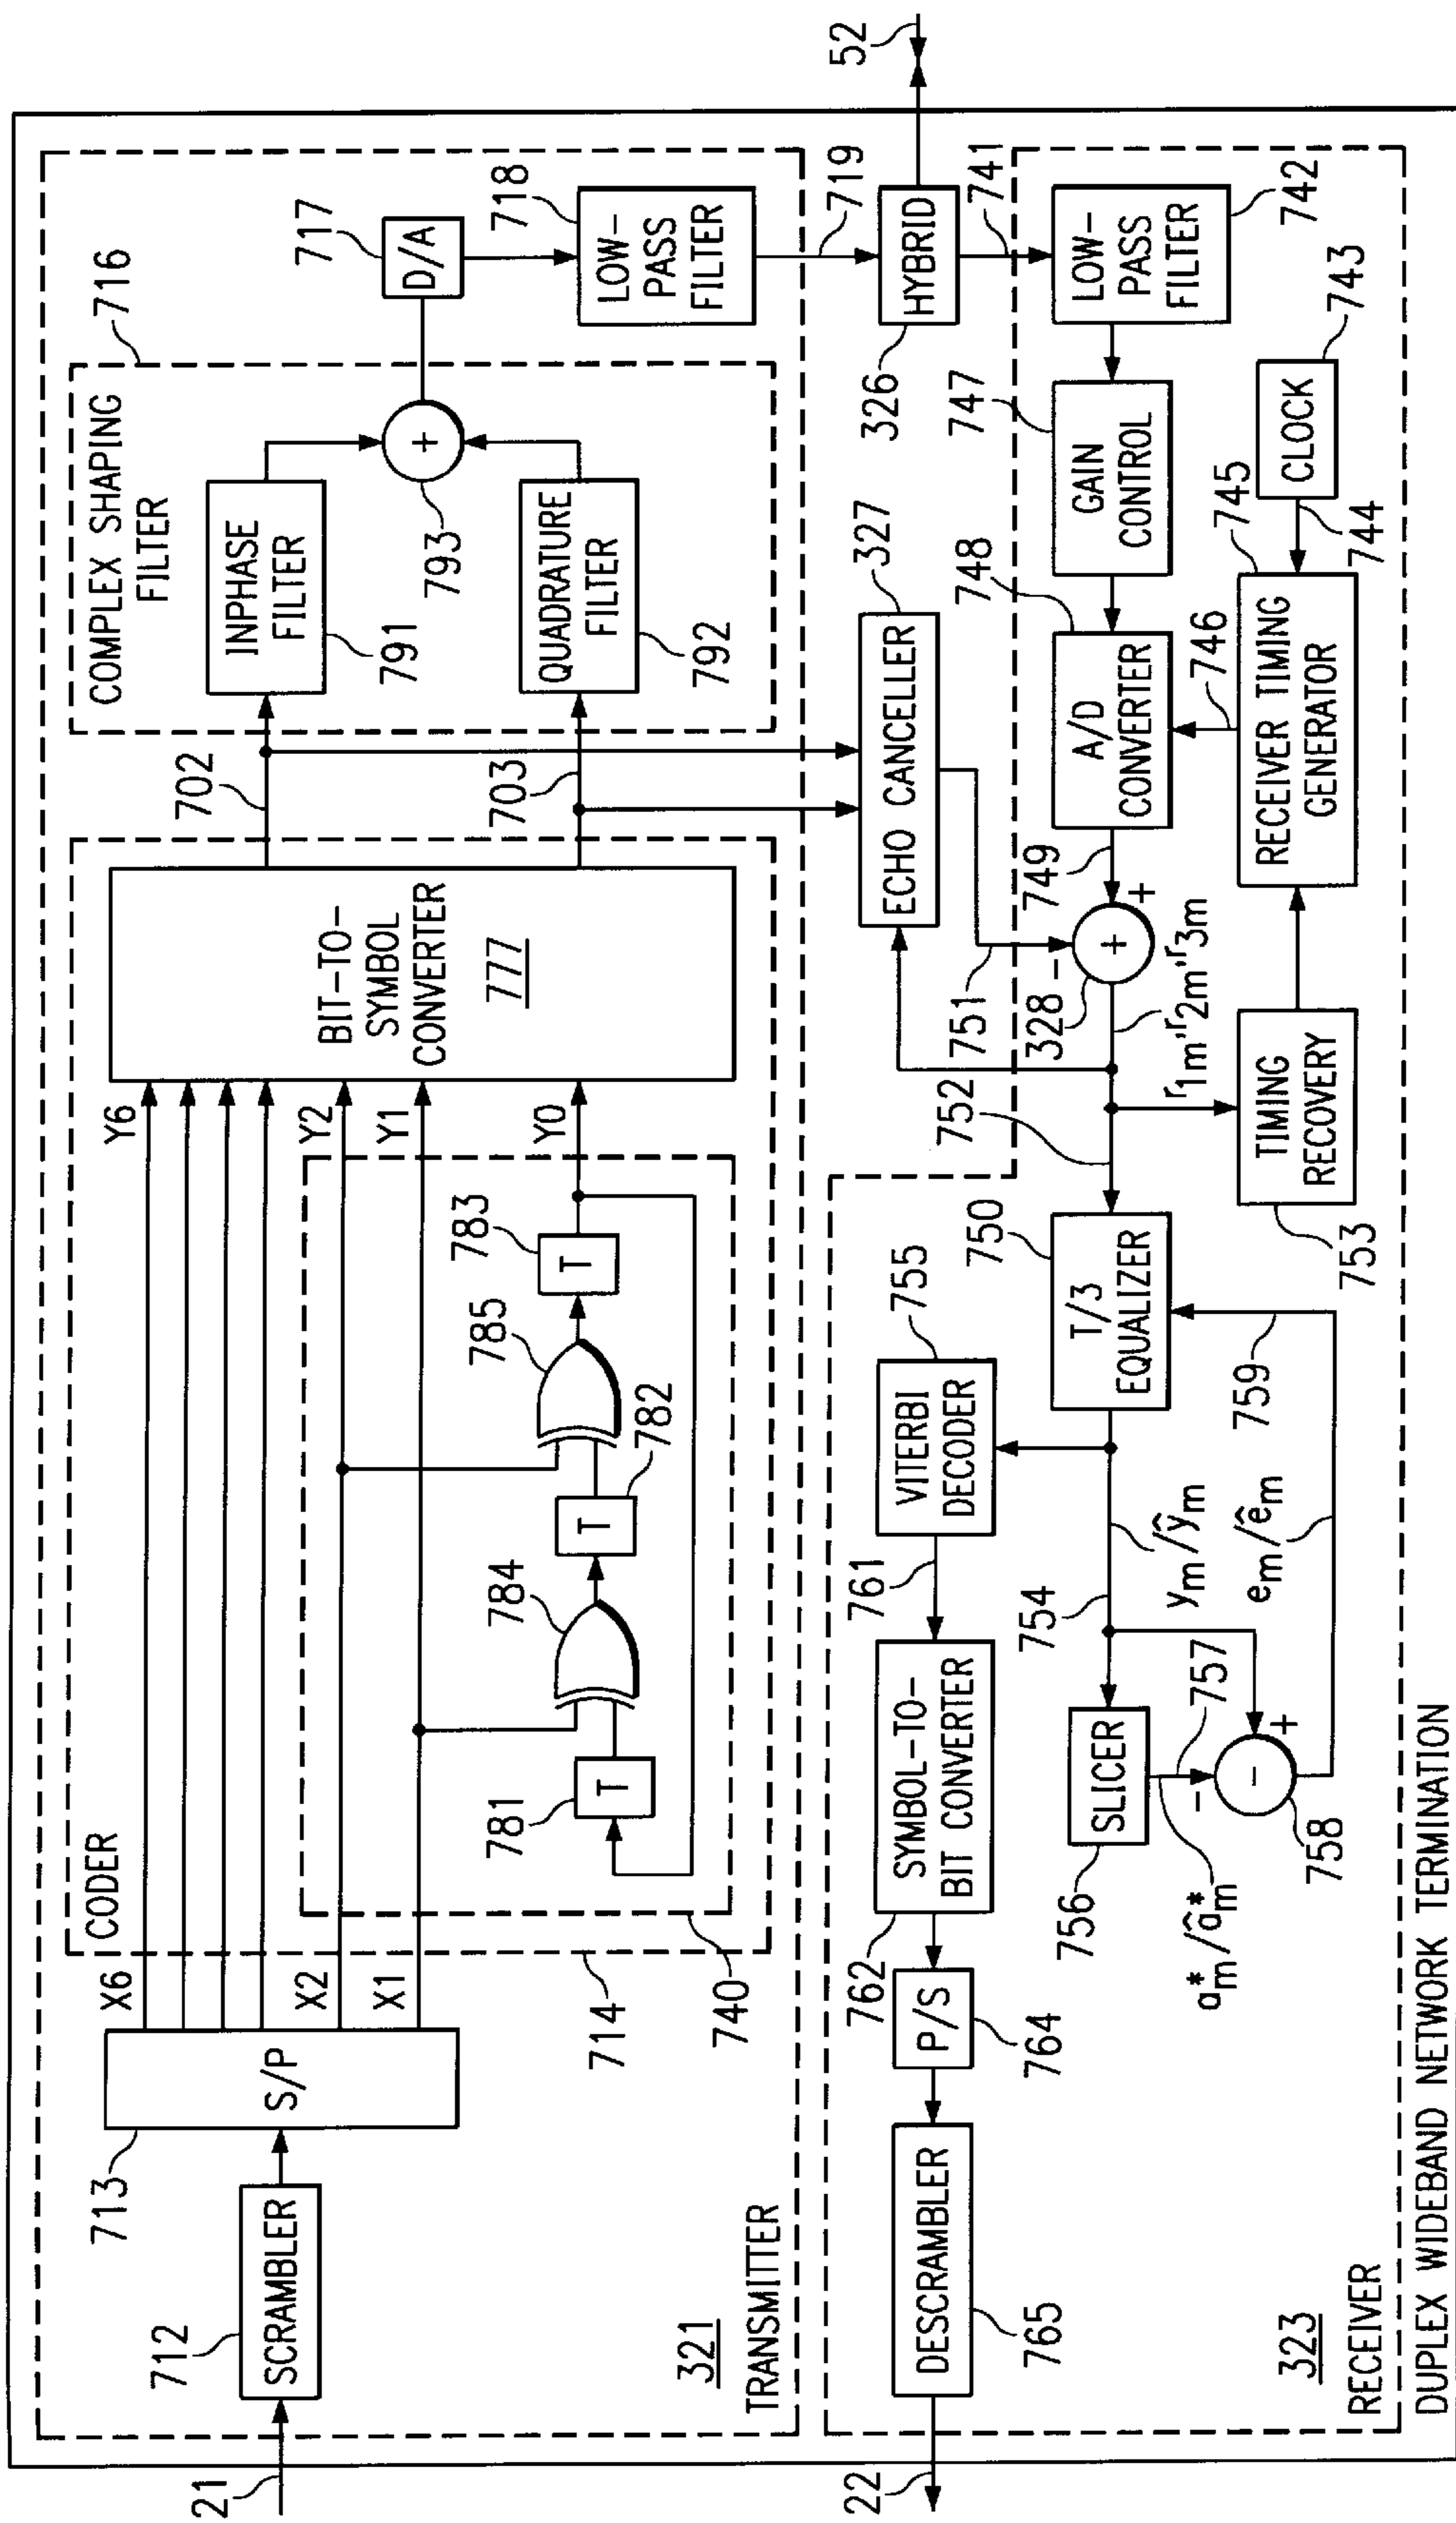 21
712
SCRAMBLER
713
S/P
X6
X2
X1
714
740
CODER
781
T
784
782
T
785
783
T
Y6
Y2
Y1
Y0
BIT-TO-
SYMBOL
CONVERTER
777
702
703
COMPLEX SHAPING
FILTER
716
INPHASE
FILTER
791
793
+
QUADRATURE
FILTER
792
717
D/A
718
LOW-
PASS
FILTER
719
321
TRANSMITTER
52
HYBRID
326
741
ECHO CANCELLER
327
LOW-
PASS
FILTER
742
747
GAIN
CONTROL
748
A/D
CONVERTER
CLOCK
743
744
745
RECEIVER TIMING
GENERATOR
746
749
+
+
-
328
751
r1m,r2m,r3m
752
TIMING
RECOVERY
753
750
T/3
EQUALIZER
759
755
VITERBI
DECODER
761
754
ym/ŷm
em/êm
SYMBOL-TO-
BIT CONVERTER
762
SLICER
756
757
-
+
-
758
a*m/â*m
P/S
764
DESCRAMBLER
765
22
323
RECEIVER
DUPLEX WIDEBAND NETWORK TERMINATION